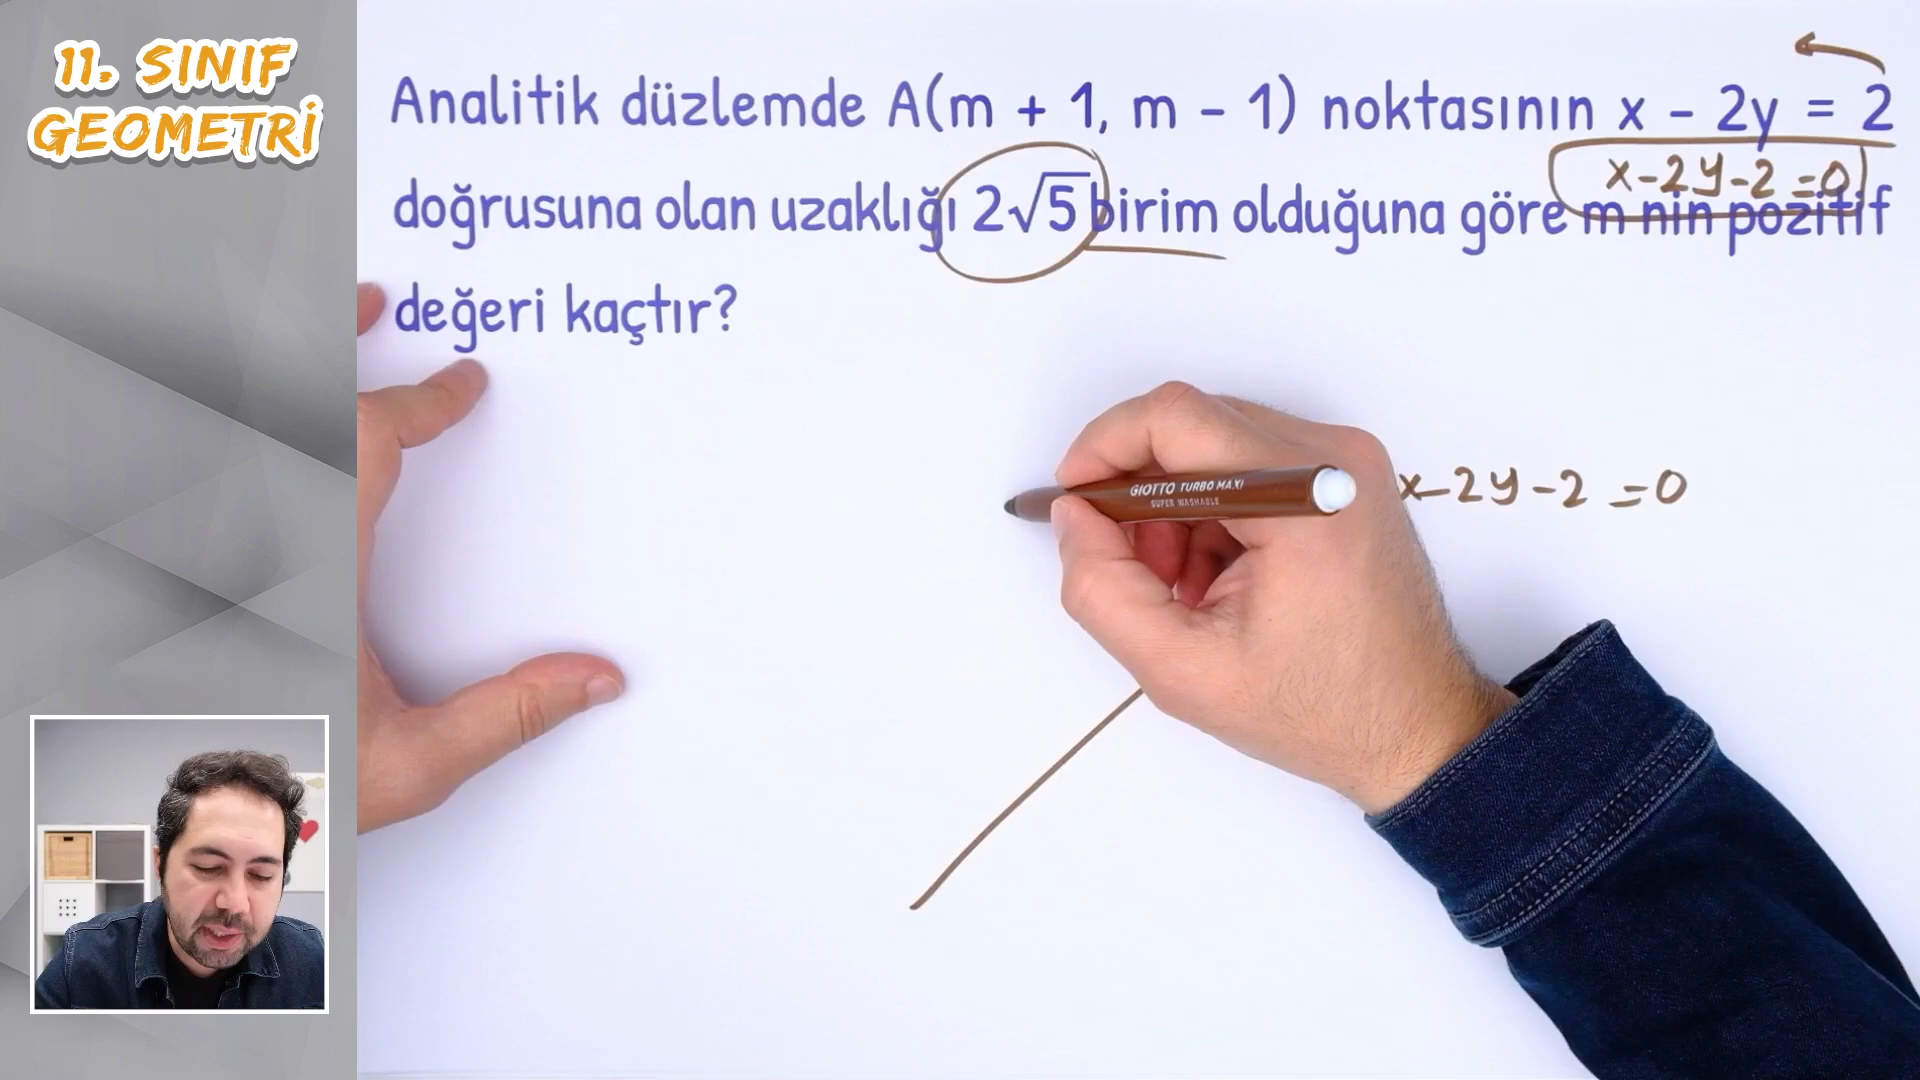 11. SINIF
GEOMETRİ
Analitik düzlemde A(m + 1, m - 1) noktasının x - 2y = 2
x-2y-2=0
doğrusuna olan uzaklığı 2√5 birim olduğuna göre m nin pozitif
değeri kaçtır?
GIOTTO TURBO MAXI
SUPER WASHABLE
x-2y-2=0